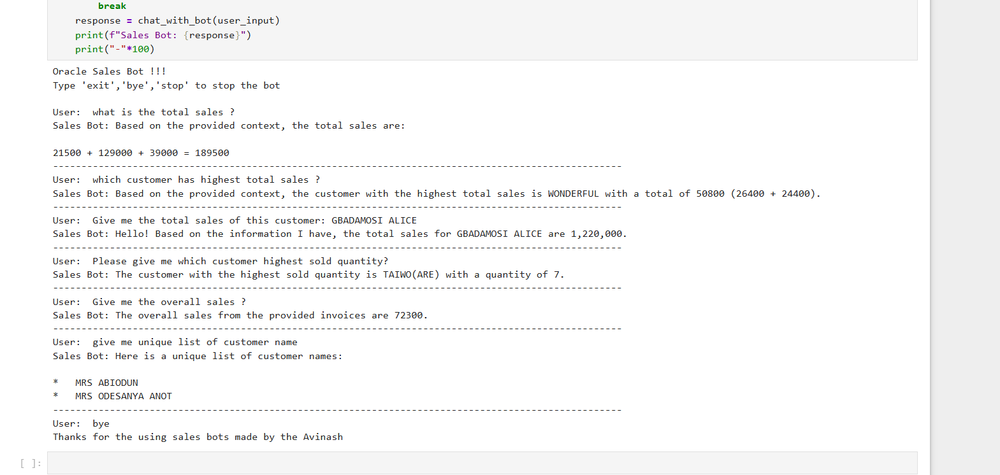 break
response = chat_with_bot(user_input)
print(f"Sales Bot: {response}")
print("-"*100)
Oracle Sales Bot !!!
Type 'exit','bye','stop' to stop the bot
User:  what is the total sales ?
Sales Bot: Based on the provided context, the total sales are:
21500 + 129000 + 39000 = 189500
----------------------------------------------------------------------------------------------------
User:  which customer has highest total sales ?
Sales Bot: Based on the provided context, the customer with the highest total sales is WONDERFUL with a total of 50800 (26400 + 24400).
----------------------------------------------------------------------------------------------------
User:  Give me the total sales of this customer: GBADAMOSI ALICE
Sales Bot: Hello! Based on the information I have, the total sales for GBADAMOSI ALICE are 1,220,000.
----------------------------------------------------------------------------------------------------
User:  Please give me which customer highest sold quantity?
Sales Bot: The customer with the highest sold quantity is TAIWO(ARE) with a quantity of 7.
----------------------------------------------------------------------------------------------------
User:  Give me the overall sales ?
Sales Bot: The overall sales from the provided invoices are 72300.
----------------------------------------------------------------------------------------------------
User:  give me unique list of customer name
Sales Bot: Here is a unique list of customer names:
*   MRS ABIODUN
*   MRS ODESANYA ANOT
----------------------------------------------------------------------------------------------------
User:  bye
Thanks for the using sales bots made by the Avinash
[ ]: